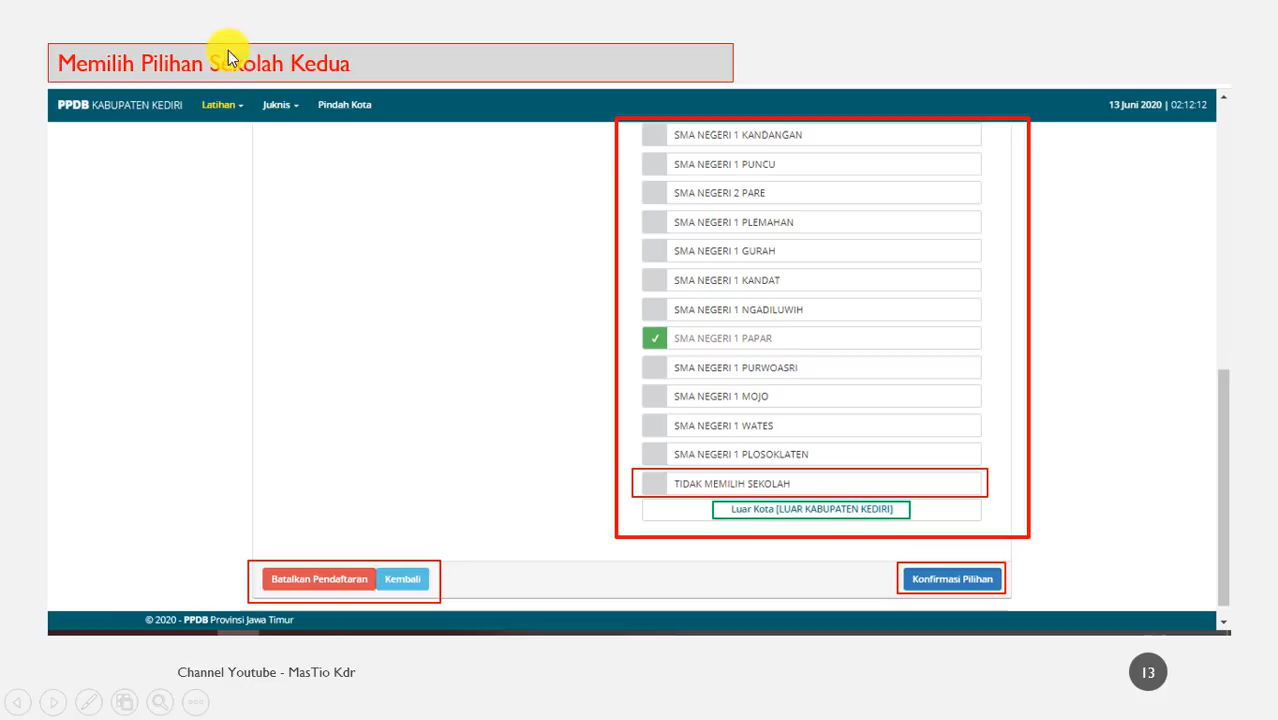 Memilih Pilihan Sekolah Kedua
PPDB KABUPATEN KEDIRI Latihan Juknis Pindah Kota 13 Juni 2020 | 02:12:12
SMA NEGERI 1 KANDANGAN
SMA NEGERI 1 PUNCU
SMA NEGERI 2 PARE
SMA NEGERI 1 PLEMAHAN
SMA NEGERI 1 GURAH
SMA NEGERI 1 KANDAT
SMA NEGERI 1 NGADILUWIH
SMA NEGERI 1 PAPAR
SMA NEGERI 1 PURWOASRI
SMA NEGERI 1 MOJO
SMA NEGERI 1 WATES
SMA NEGERI 1 PLOSOKLATEN
TIDAK MEMILIH SEKOLAH
Luar Kota [LUAR KABUPATEN KEDIRI]
Batalkan Pendaftaran Kembali Konfirmasi Pilihan
© 2020 - PPDB Provinsi Jawa Timur
Channel Youtube - MasTio Kdr 13